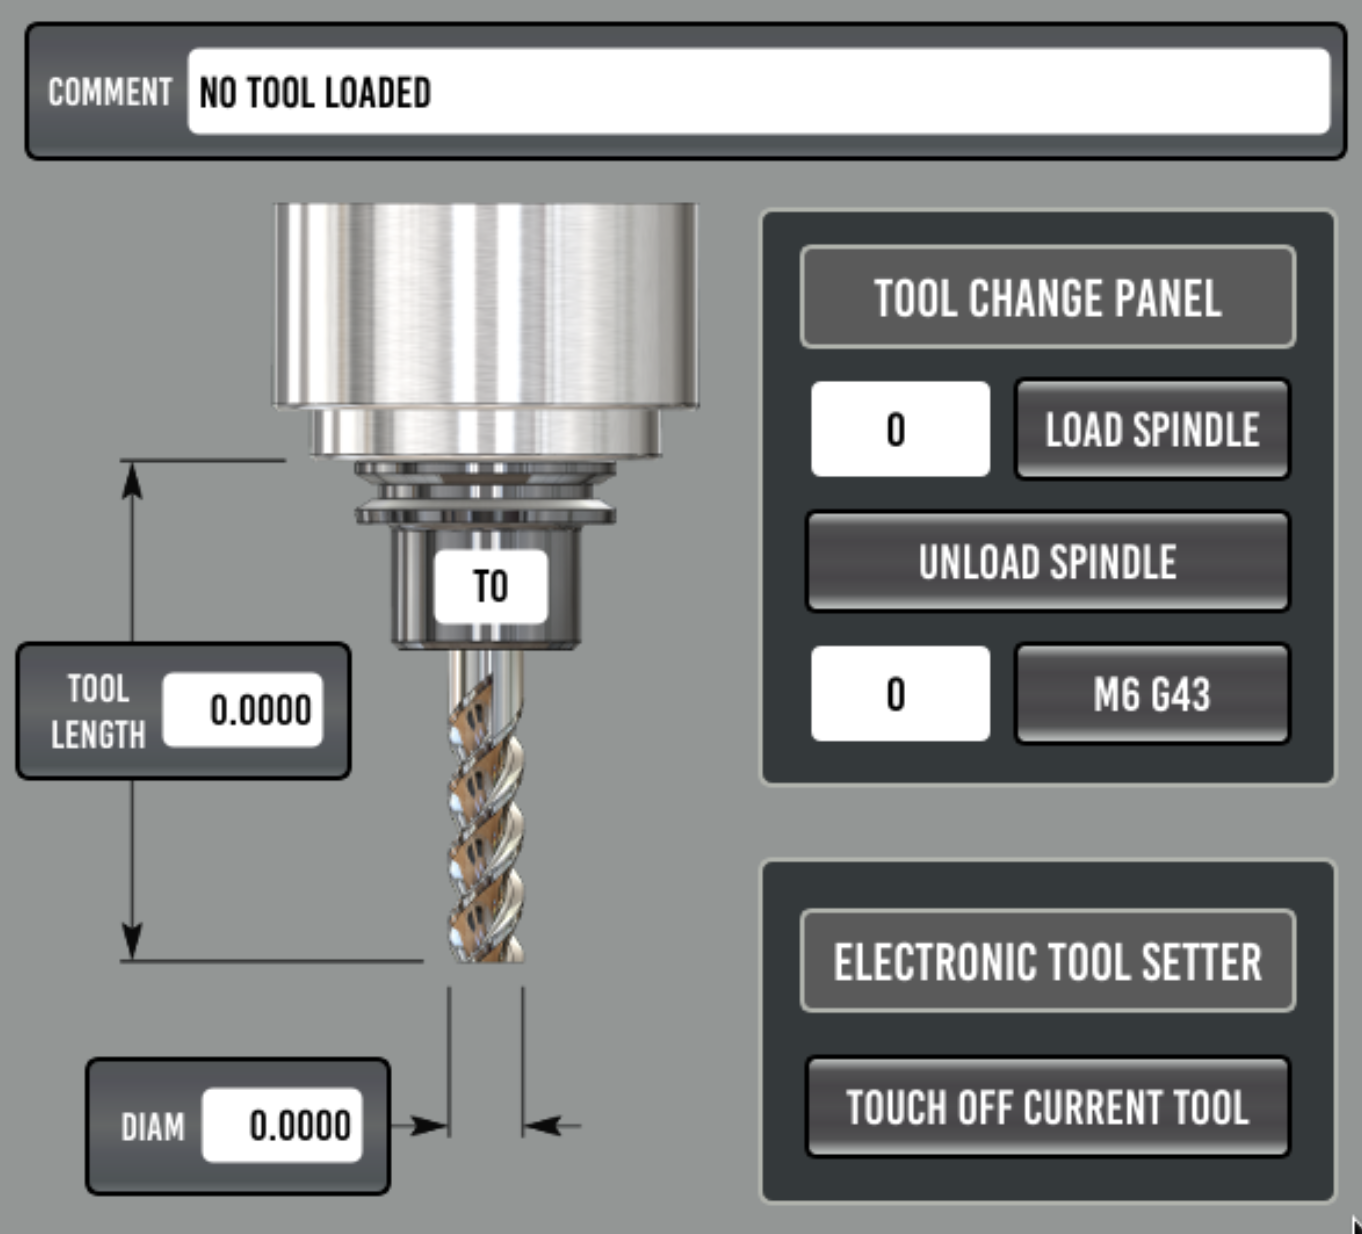 COMMENT NO TOOL LOADED
TOOL CHANGE PANEL
0 LOAD SPINDLE
UNLOAD SPINDLE
0 M6 G43
T0
TOOL
LENGTH
0.0000
DIAM 0.0000
ELECTRONIC TOOL SETTER
TOUCH OFF CURRENT TOOL